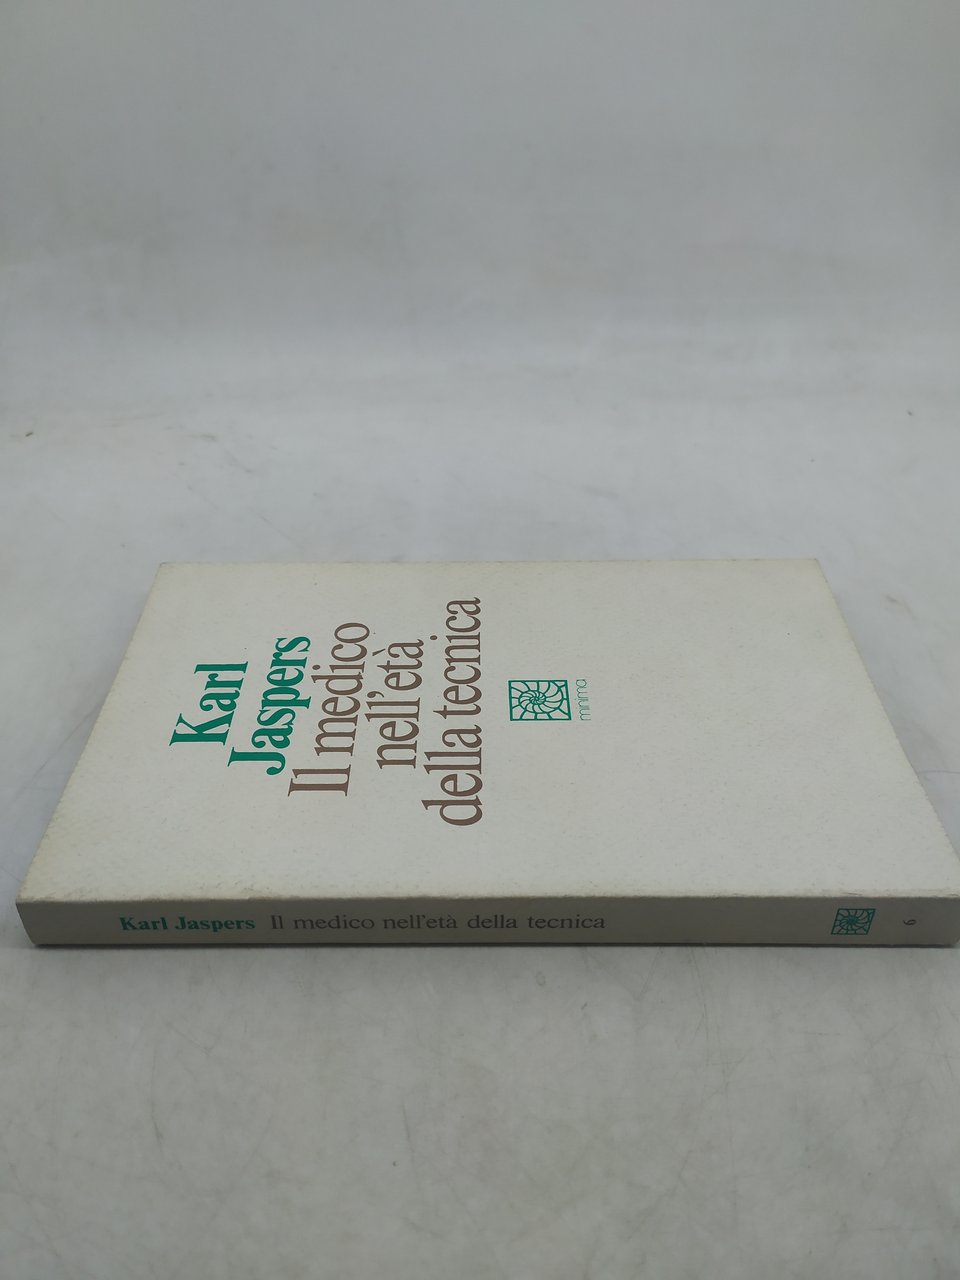 Karl
Jaspers
Il medico
nell'età
della tecnica
minima
Karl Jaspers Il medico nell'età della tecnica
6